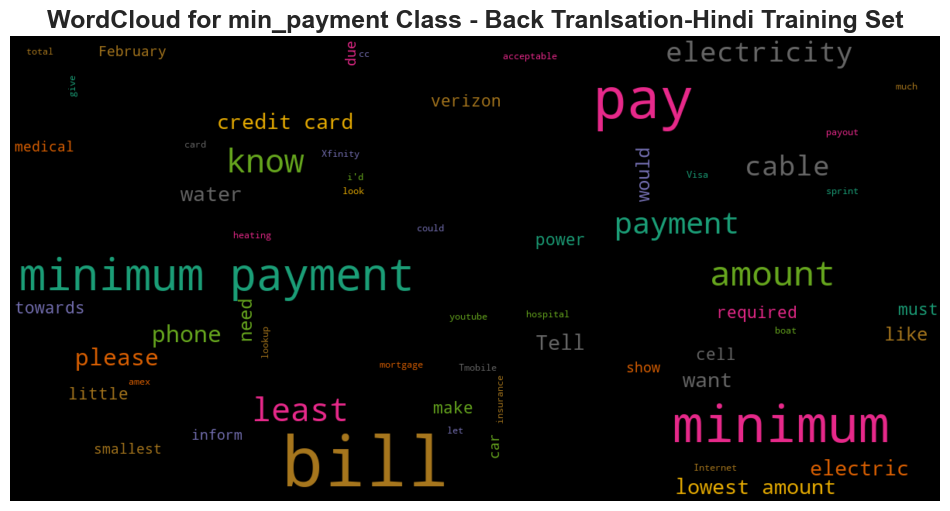 WordCloud for min_payment Class - Back Tranlsation-Hindi Training Set
total
February
due
cc
acceptable
electricity
give
verizon
pay
much
credit card
payout
medical
card
know
Xfinity
would
cable
i'd
Visa
water
look
sprint
heating
could
power
payment
minimum payment
amount
towards
need
youtube
hospital
required
must
phone
lookup
Tell
boat
like
please
mortgage
Tmobile
show
cell
amex
little
least
make
insurance
want
inform
let
car
minimum
smallest
bill
Internet
electric
lowest amount